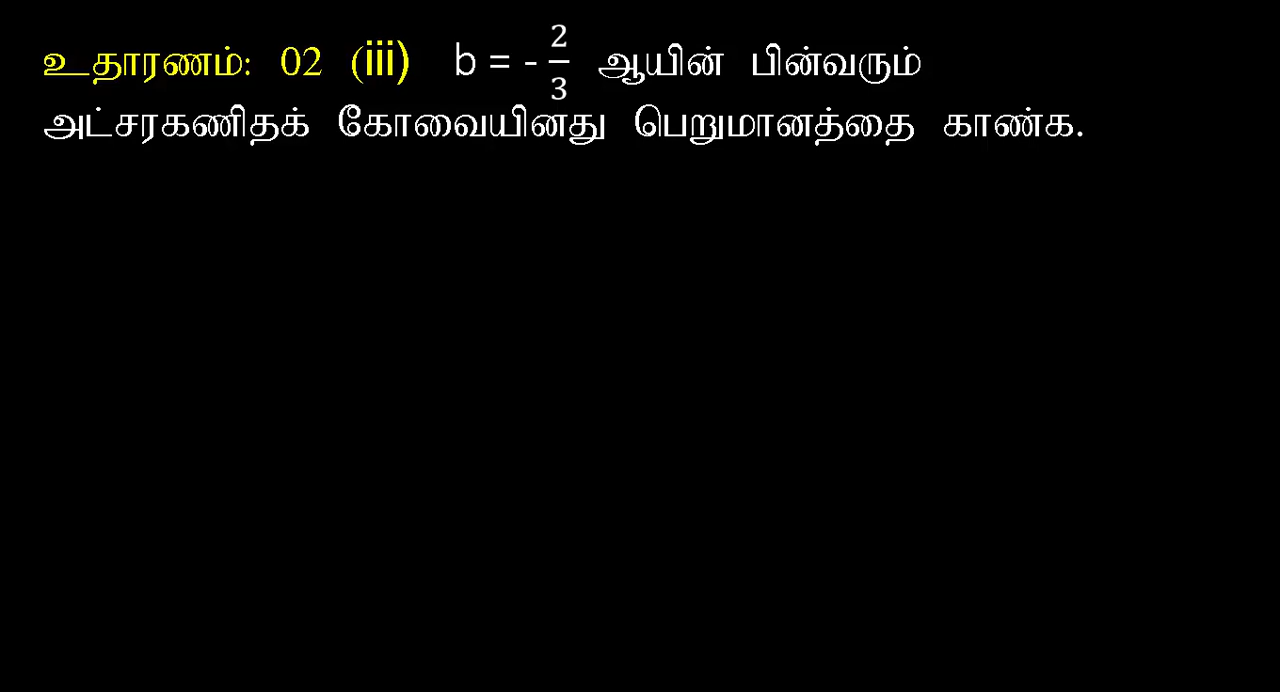 உதாரணம்: 02 (iii) b = - 2/3 ஆயின் பின்வரும்
அட்சரகணிதக் கோவையினது பெறுமானத்தை காண்க.